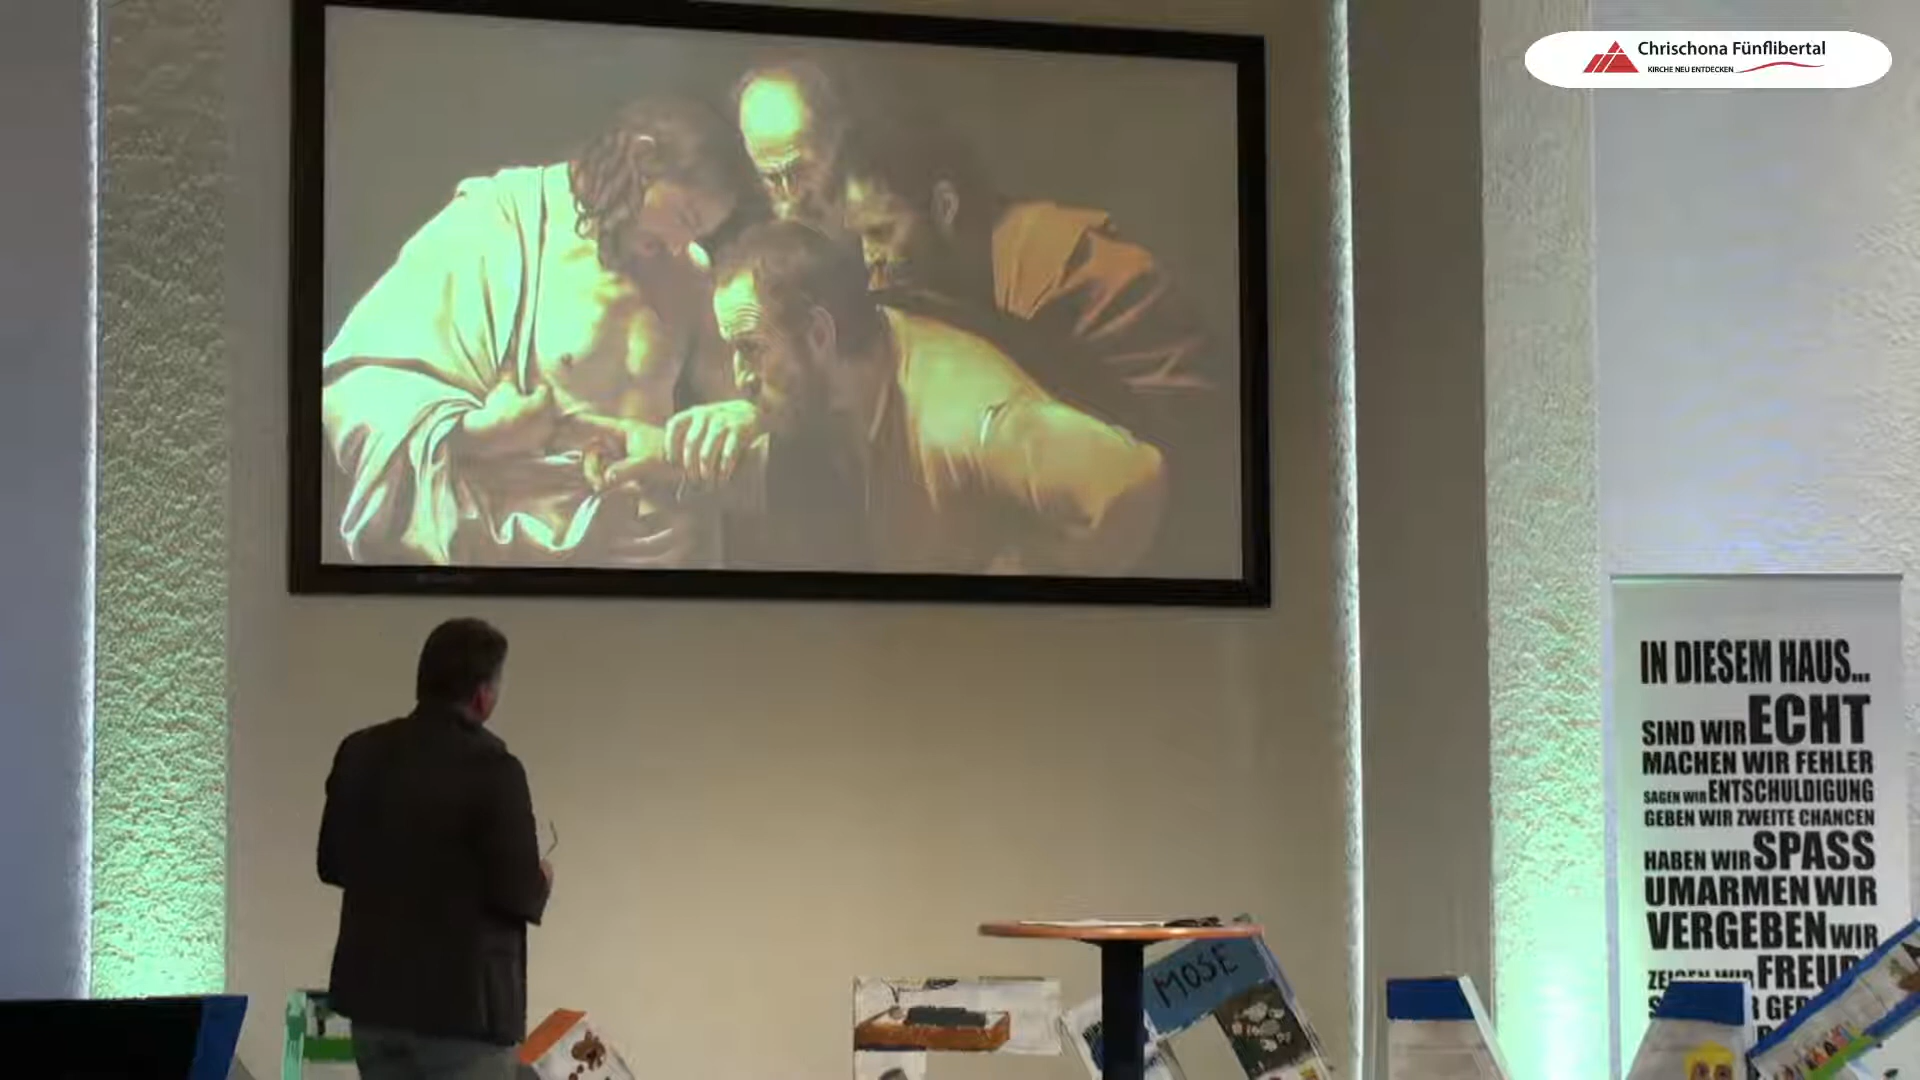 Chrischona Fünflibertal
KIRCHE NEU ENTDECKEN
IN DIESEM HAUS...
SIND WIR ECHT
MACHEN WIR FEHLER
SAGEN WIR ENTSCHULDIGUNG
GEBEN WIR ZWEITE CHANCEN
HABEN WIR SPASS
UMARMEN WIR
VERGEBEN WIR
MOSE